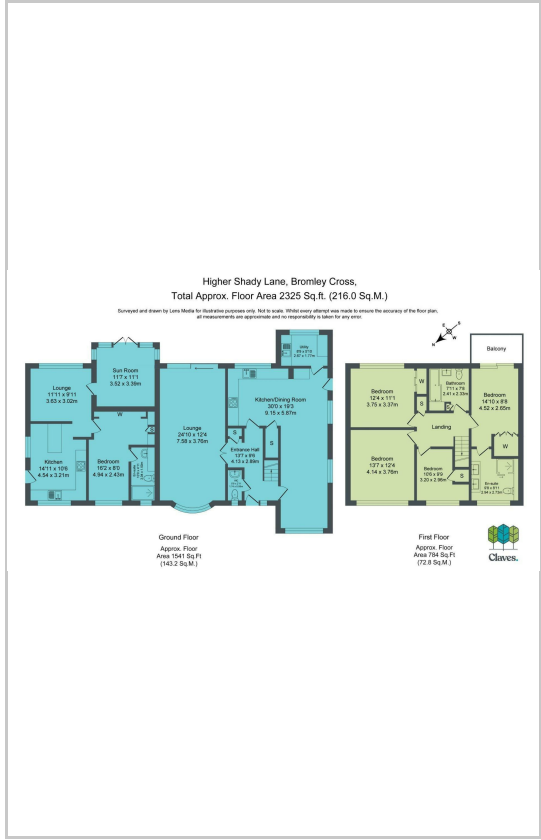 Higher Shady Lane, Bromley Cross,
Total Approx. Floor Area 2325 Sq.ft. (216.0 Sq.M.)
Surveyed and drawn by Lens Media for illustrative purposes only. Not to scale. Whilst every attempt was made to ensure the accuracy of the floor plan,
all measurements are approximate and no responsibility is taken for any error.
N
E
S
W
Lounge
11'11 x 9'11
3.63 x 3.02m
Sun Room
11'7 x 11'1
3.52 x 3.39m
W
Kitchen
14'11 x 10'6
4.54 x 3.21m
Bedroom
16'2 x 8'0
4.94 x 2.43m
Lounge
24'10 x 12'4
7.58 x 3.76m
Kitchen/Dining Room
30'0 x 19'3
9.15 x 5.87m
S
S
Entrance Hall
13'7 x 9'6
4.13 x 2.89m
Balcony
Bedroom
12'4 x 11'1
3.75 x 3.37m
W
S
Bathroom
7'11 x 7'8
2.41 x 2.33m
Bedroom
14'10 x 8'8
4.52 x 2.65m
Landing
W
Bedroom
13'7 x 12'4
4.14 x 3.76m
Bedroom
10'6 x 9'9
3.20 x 2.96m
S
En-suite
Ground Floor
Approx. Floor
Area 1541 Sq.Ft
(143.2 Sq.M.)
First Floor
Approx. Floor
Area 784 Sq.Ft
(72.8 Sq.M.)
Claves.